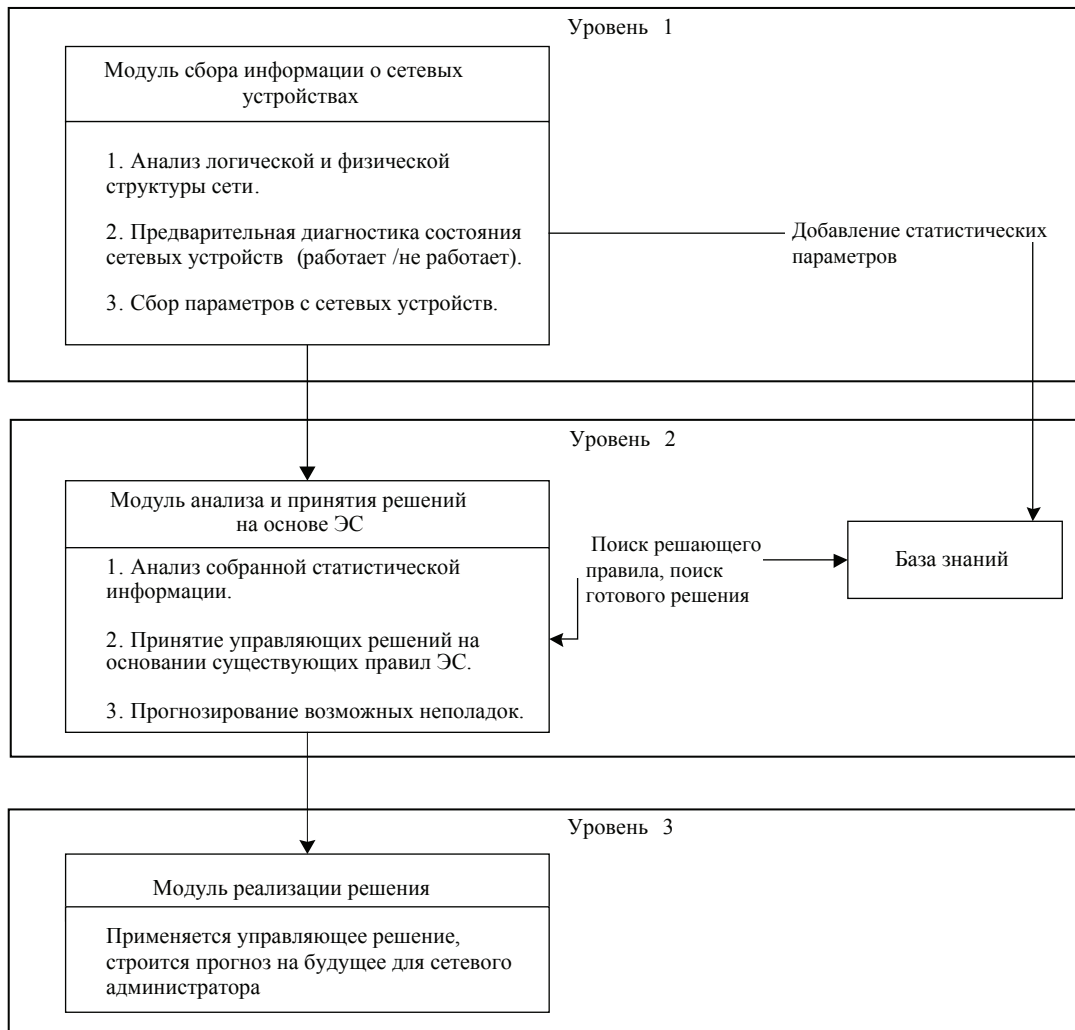 Уровень 1
Модуль сбора информации о сетевых
устройствах
1. Анализ логической и физической
структуры сети.
2. Предварительная диагностика состояния
сетевых устройств (работает /не работает).
3. Сбор параметров с сетевых устройств.
Добавление статистических
параметров
Уровень 2
Модуль анализа и принятия решений
на основе ЭС
1. Анализ собранной статистической
информации.
2. Принятие управляющих решений на
основании существующих правил ЭС.
3. Прогнозирование возможных неполадок.
Поиск решающего
правила, поиск
готового решения
База знаний
Уровень 3
Модуль реализации решения
Применяется управляющее решение,
строится прогноз на будущее для сетевого
администратора